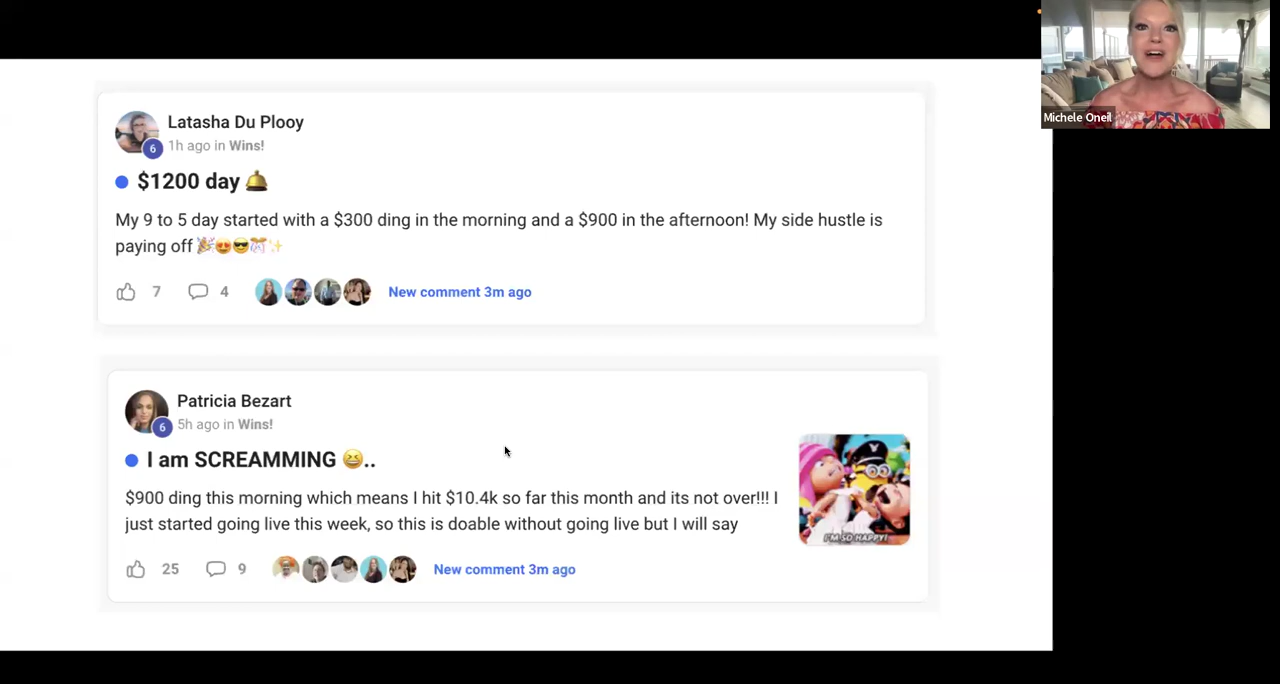 Michele Oneil
Latasha Du Plooy
6
1h ago in Wins!
$1200 day 🔔
My 9 to 5 day started with a $300 ding in the morning and a $900 in the afternoon! My side hustle is
paying off 🎉😍😎🎊✨
7 4 New comment 3m ago
Patricia Bezart
6
5h ago in Wins!
I am SCREAMMING 😆..
$900 ding this morning which means I hit $10.4k so far this month and its not over!!! I
just started going live this week, so this is doable without going live but I will say
I'M SO HAPPY!
25 9 New comment 3m ago